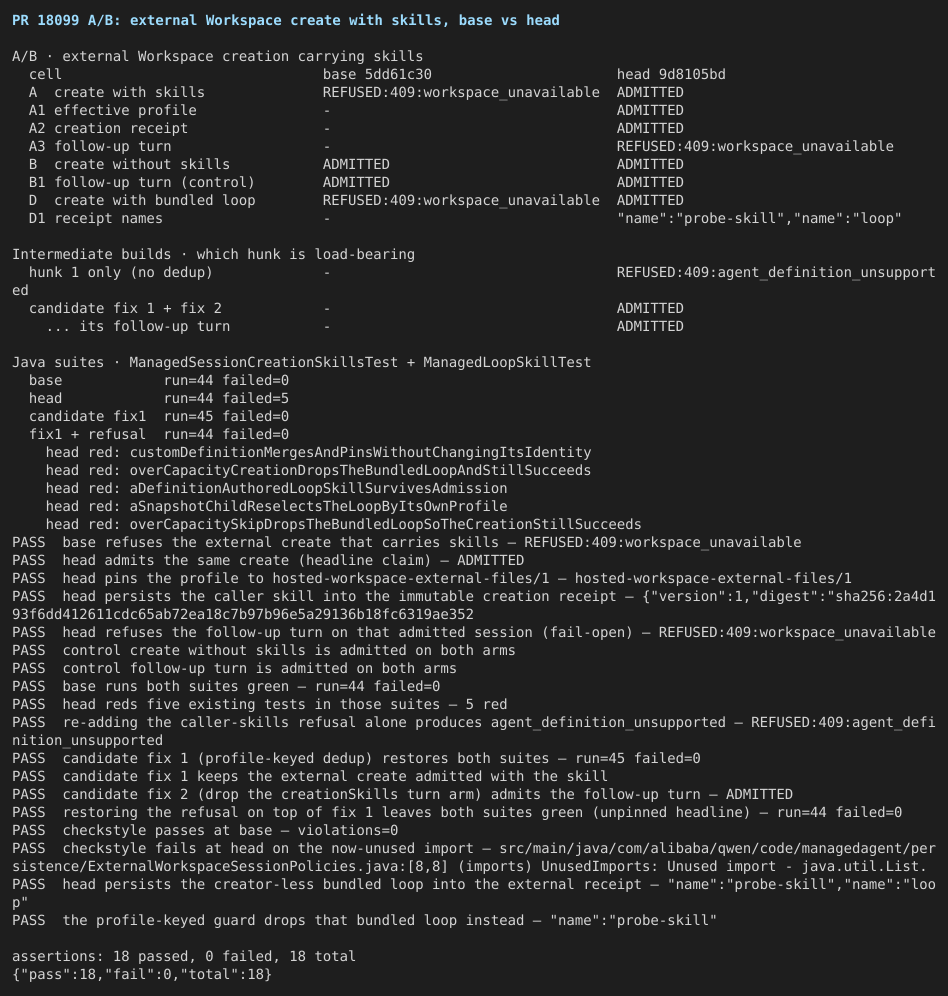 PR 18099 A/B: external Workspace create with skills, base vs head
A/B · external Workspace creation carrying skills
cell base 5dd61c30 head 9d8105bd
A create with skills REFUSED:409:workspace_unavailable ADMITTED
A1 effective profile - ADMITTED
A2 creation receipt - ADMITTED
A3 follow-up turn - REFUSED:409:workspace_unavailable
B create without skills ADMITTED ADMITTED
B1 follow-up turn (control) ADMITTED ADMITTED
D create with bundled loop REFUSED:409:workspace_unavailable ADMITTED
D1 receipt names - "name":"probe-skill","name":"loop"
Intermediate builds · which hunk is load-bearing
hunk 1 only (no dedup) - REFUSED:409:agent_definition_unsupport
ed
candidate fix 1 + fix 2 - ADMITTED
... its follow-up turn - ADMITTED
Java suites · ManagedSessionCreationSkillsTest + ManagedLoopSkillTest
base run=44 failed=0
head run=44 failed=5
candidate fix1 run=45 failed=0
fix1 + refusal run=44 failed=0
head red: customDefinitionMergesAndPinsWithoutChangingItsIdentity
head red: overCapacityCreationDropsTheBundledLoopAndStillSucceeds
head red: aDefinitionAuthoredLoopSkillSurvivesAdmission
head red: aSnapshotChildReselectsTheLoopByItsOwnProfile
head red: overCapacitySkipDropsTheBundledLoopSoTheCreationStillSucceeds
PASS base refuses the external create that carries skills — REFUSED:409:workspace_unavailable
PASS head admits the same create (headline claim) — ADMITTED
PASS head pins the profile to hosted-workspace-external-files/1 — hosted-workspace-external-files/1
PASS head persists the caller skill into the immutable creation receipt — {"version":1,"digest":"sha256:2a4d1
93f6dd412611cdc65ab72ea18c7b97b96e5a29136b18fc6319ae352
PASS head refuses the follow-up turn on that admitted session (fail-open) — REFUSED:409:workspace_unavailable
PASS control create without skills is admitted on both arms
PASS control follow-up turn is admitted on both arms
PASS base runs both suites green — run=44 failed=0
PASS head reds five existing tests in those suites — 5 red
PASS re-adding the caller-skills refusal alone produces agent_definition_unsupported — REFUSED:409:agent_defi
nition_unsupported
PASS candidate fix 1 (profile-keyed dedup) restores both suites — run=45 failed=0
PASS candidate fix 1 keeps the external create admitted with the skill
PASS candidate fix 2 (drop the creationSkills turn arm) admits the follow-up turn — ADMITTED
PASS restoring the refusal on top of fix 1 leaves both suites green (unpinned headline) — run=44 failed=0
PASS checkstyle passes at base — violations=0
PASS checkstyle fails at head on the now-unused import — src/main/java/com/alibaba/qwen/code/managedagent/per
sistence/ExternalWorkspaceSessionPolicies.java:[8,8] (imports) UnusedImports: Unused import - java.util.List.
PASS head persists the creator-less bundled loop into the external receipt — "name":"probe-skill","name":"loo
p"
PASS the profile-keyed guard drops that bundled loop instead — "name":"probe-skill"
assertions: 18 passed, 0 failed, 18 total
{"pass":18,"fail":0,"total":18}